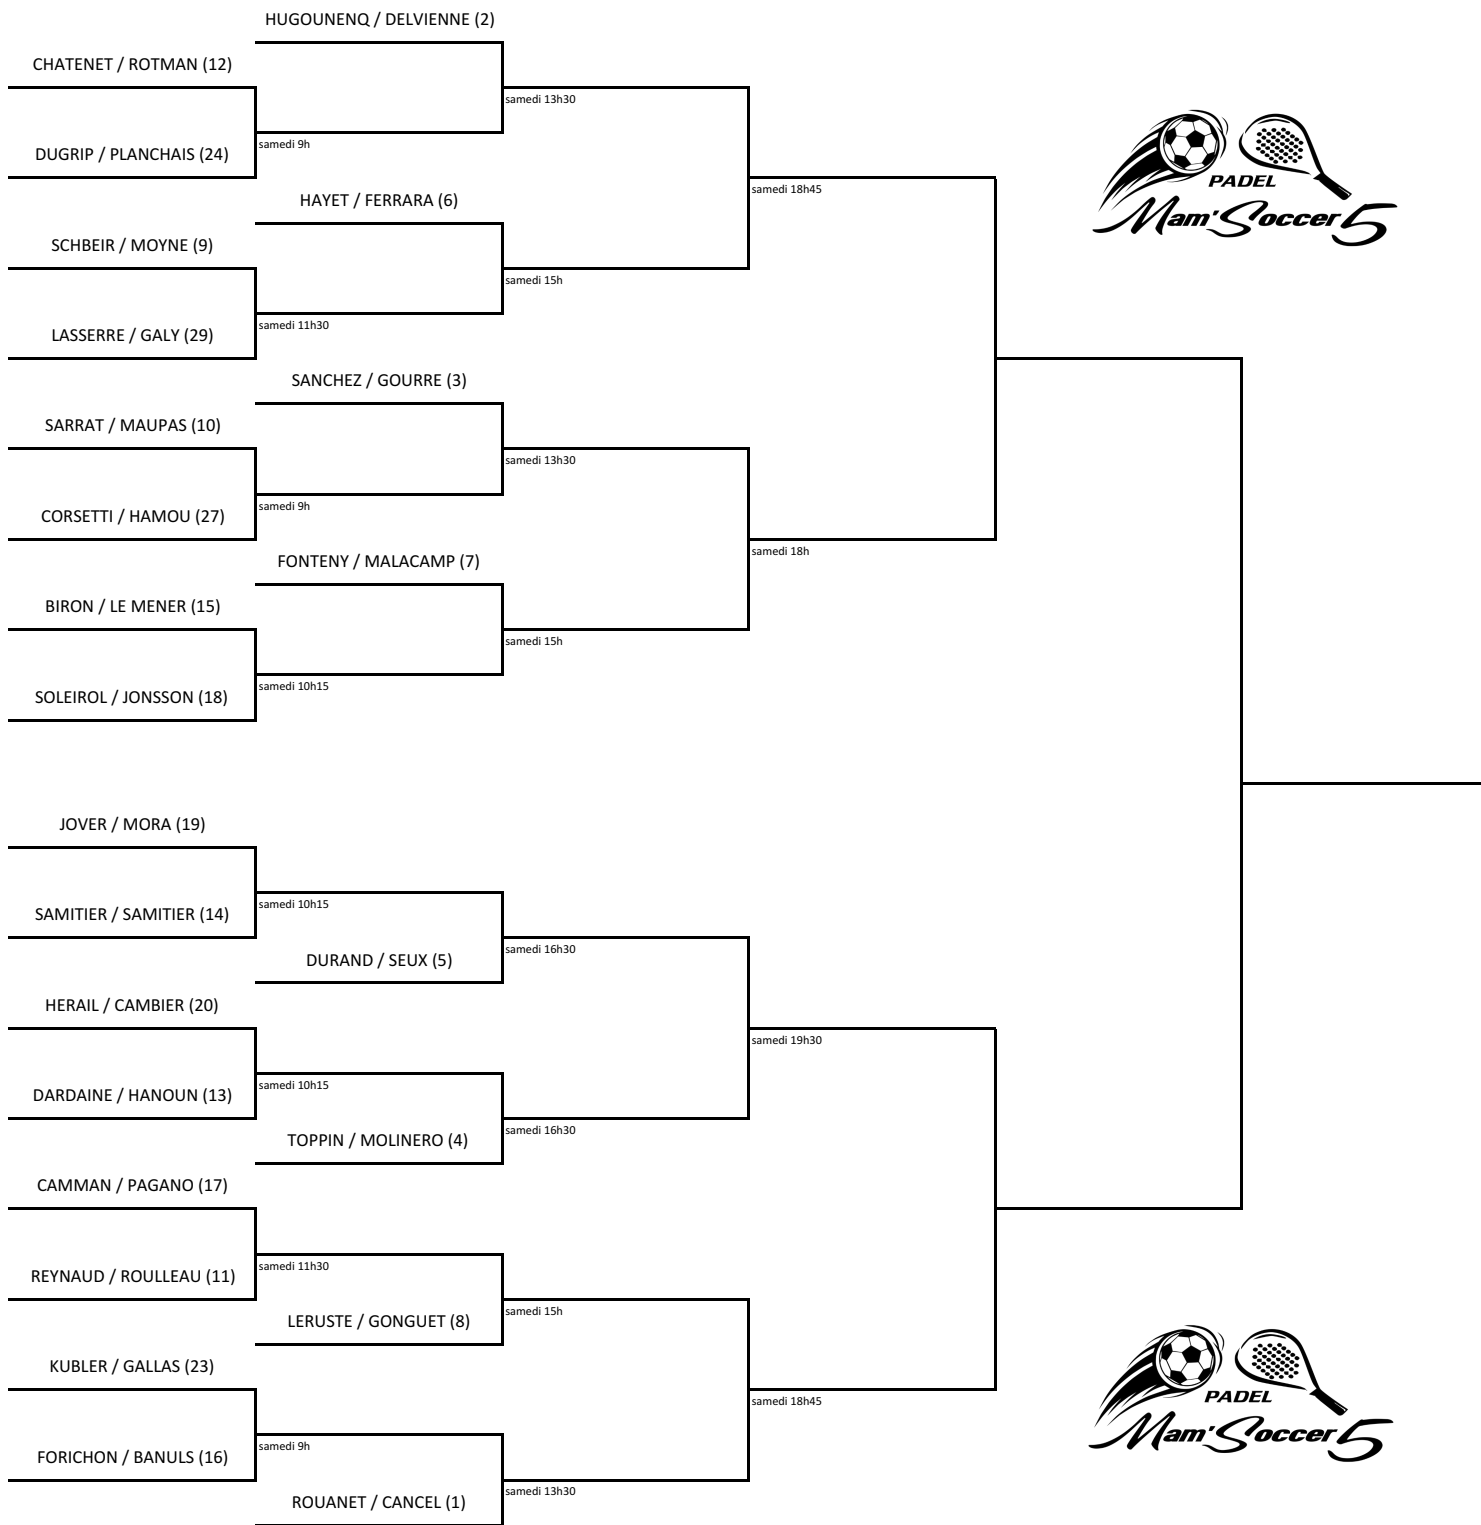 HUGOUNENQ / DELVIENNE (2)
CHATENET / ROTMAN (12)
samedi 13h30
samedi 9h
DUGRIP / PLANCHAIS (24)
PADEL
Mam'Soccer 5
samedi 18h45
HAYET / FERRARA (6)
SCHBEIR / MOYNE (9)
samedi 15h
samedi 11h30
LASSERRE / GALY (29)
SANCHEZ / GOURRE (3)
SARRAT / MAUPAS (10)
samedi 13h30
samedi 9h
CORSETTI / HAMOU (27)
samedi 18h
FONTENY / MALACAMP (7)
BIRON / LE MENER (15)
samedi 15h
samedi 10h15
SOLEIROL / JONSSON (18)
JOVER / MORA (19)
samedi 10h15
SAMITIER / SAMITIER (14)
samedi 16h30
DURAND / SEUX (5)
HERAIL / CAMBIER (20)
samedi 19h30
samedi 10h15
DARDAINE / HANOUN (13)
samedi 16h30
TOPPIN / MOLINERO (4)
CAMMAN / PAGANO (17)
samedi 11h30
REYNAUD / ROULLEAU (11)
samedi 15h
LERUSTE / GONGUET (8)
KUBLER / GALLAS (23)
samedi 18h45
PADEL
Mam'Soccer 5
samedi 9h
FORICHON / BANULS (16)
samedi 13h30
ROUANET / CANCEL (1)